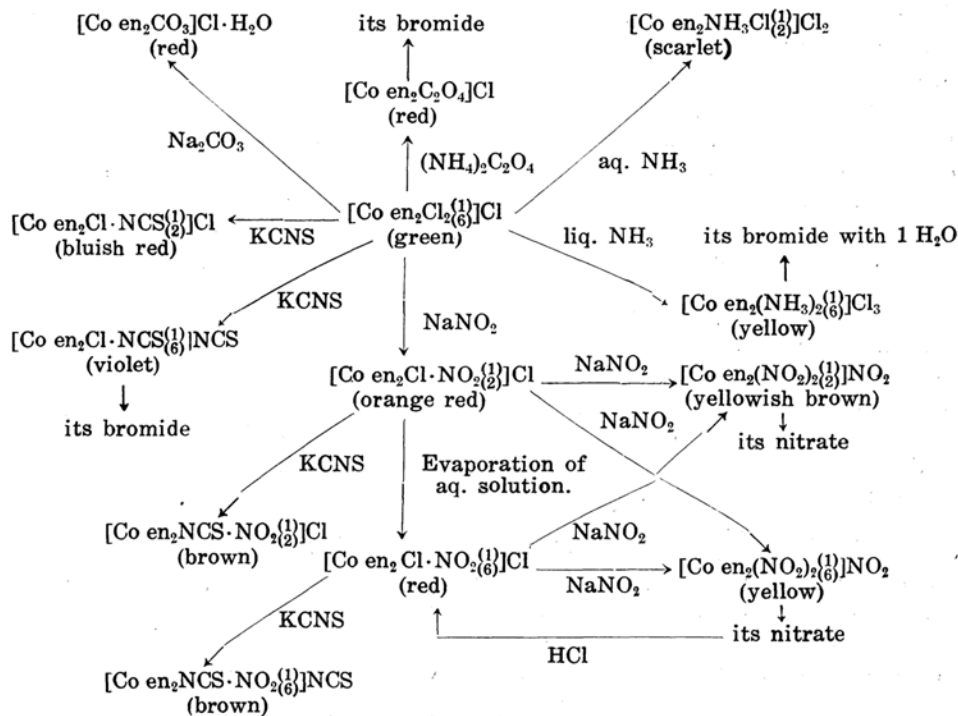 [Co en₂CO₃]Cl·H₂O
(red)
its bromide
[Co en₂NH₃Cl(1)(2)]Cl₂
(scarlet)
[Co en₂C₂O₄]Cl
(red)
Na₂CO₃
(NH₄)₂C₂O₄
aq. NH₃
[Co en₂Cl·NCS(1)(2)]Cl
(bluish red)
KCNS
[Co en₂Cl₂(1)(6)]Cl
(green)
liq. NH₃
its bromide with 1 H₂O
KCNS
NaNO₂
[Co en₂(NH₃)₂(1)(6)]Cl₃
(yellow)
[Co en₂Cl·NCS(1)(6)]NCS
(violet)
its bromide
[Co en₂Cl·NO₂(1)(2)]Cl
(orange red)
NaNO₂
NaNO₂
[Co en₂(NO₂)₂(1)(2)]NO₂
(yellowish brown)
its nitrate
KCNS
Evaporation of
aq. solution.
[Co en₂NCS·NO₂(1)(2)]Cl
(brown)
NaNO₂
[Co en₂Cl·NO₂(1)(6)]Cl
(red)
NaNO₂
[Co en₂(NO₂)₂(1)(6)]NO₂
(yellow)
its nitrate
KCNS
HCl
[Co en₂NCS·NO₂(1)(6)]NCS
(brown)